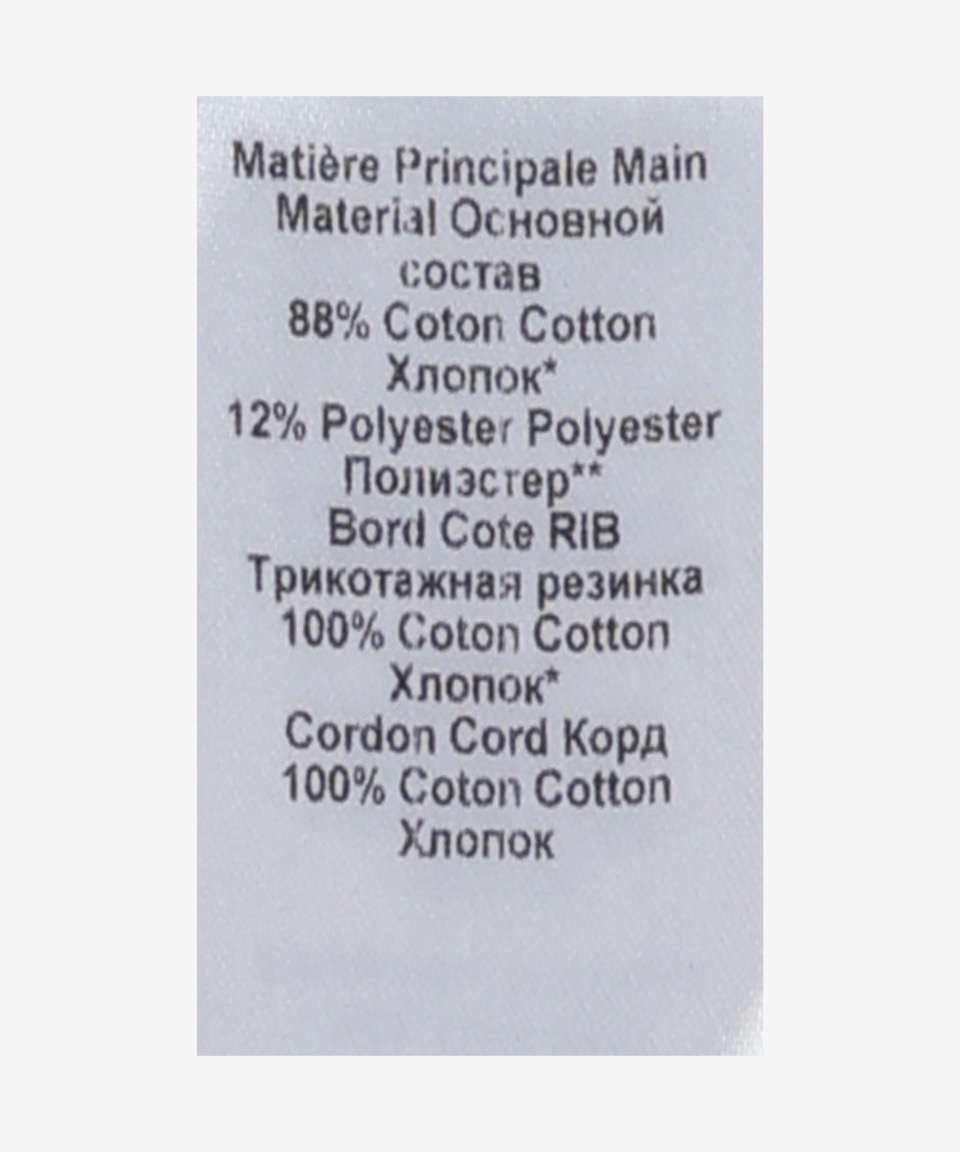 Matière Principale Main
Material Основной
состав
88% Coton Cotton
Хлопок*
12% Polyester Polyester
Полиэстер**
Bord Cote RIB
Трикотажная резинка
100% Coton Cotton
Хлопок*
Cordon Cord Корд
100% Coton Cotton
Хлопок